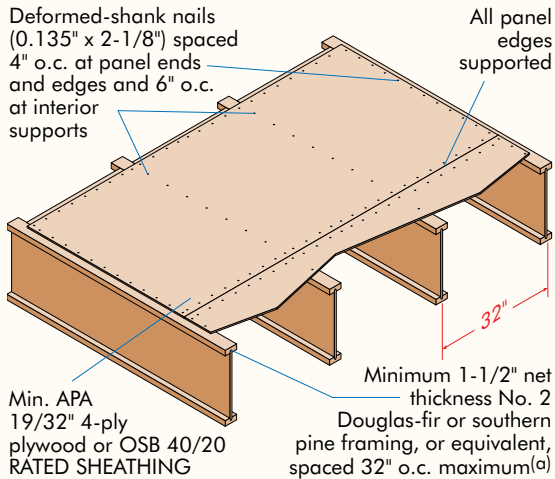 Deformed-shank nails
(0.135" x 2-1/8") spaced
4" o.c. at panel ends
and edges and 6" o.c.
at interior
supports
All panel
edges
supported
32"
Min. APA
19/32" 4-ply
plywood or OSB 40/20
RATED SHEATHING
Minimum 1-1/2" net
thickness No. 2
Douglas-fir or southern
pine framing, or equivalent,
spaced 32" o.c. maximum(a)